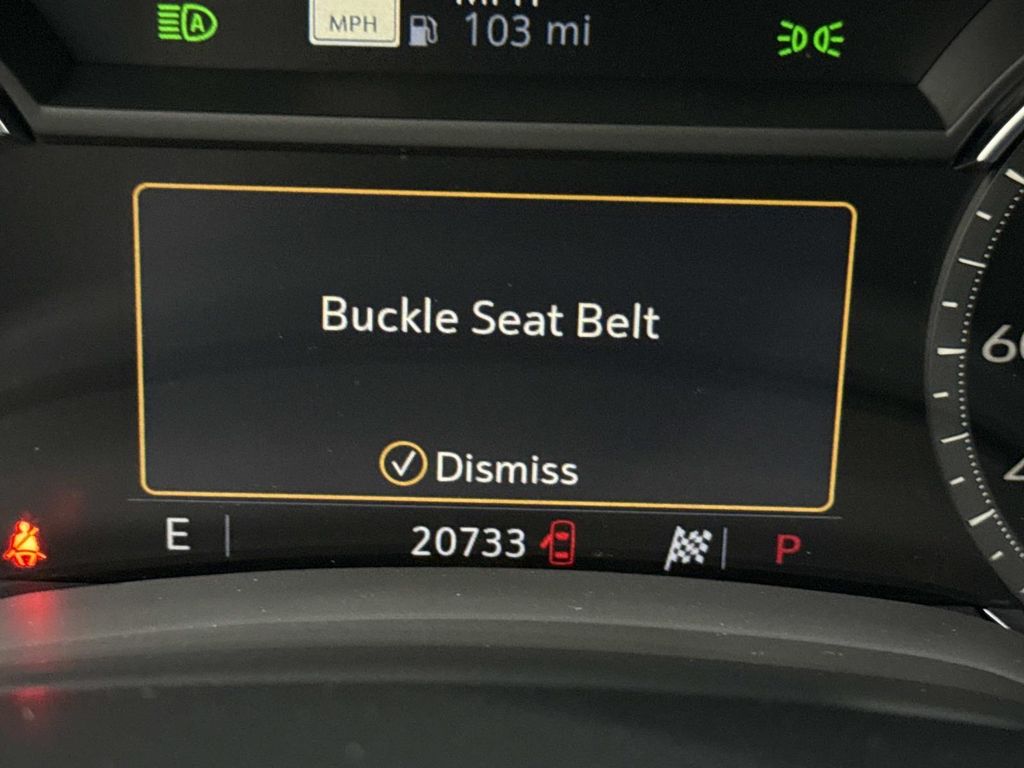 MPH
103 mi
Buckle Seat Belt
Dismiss
E
20733
P